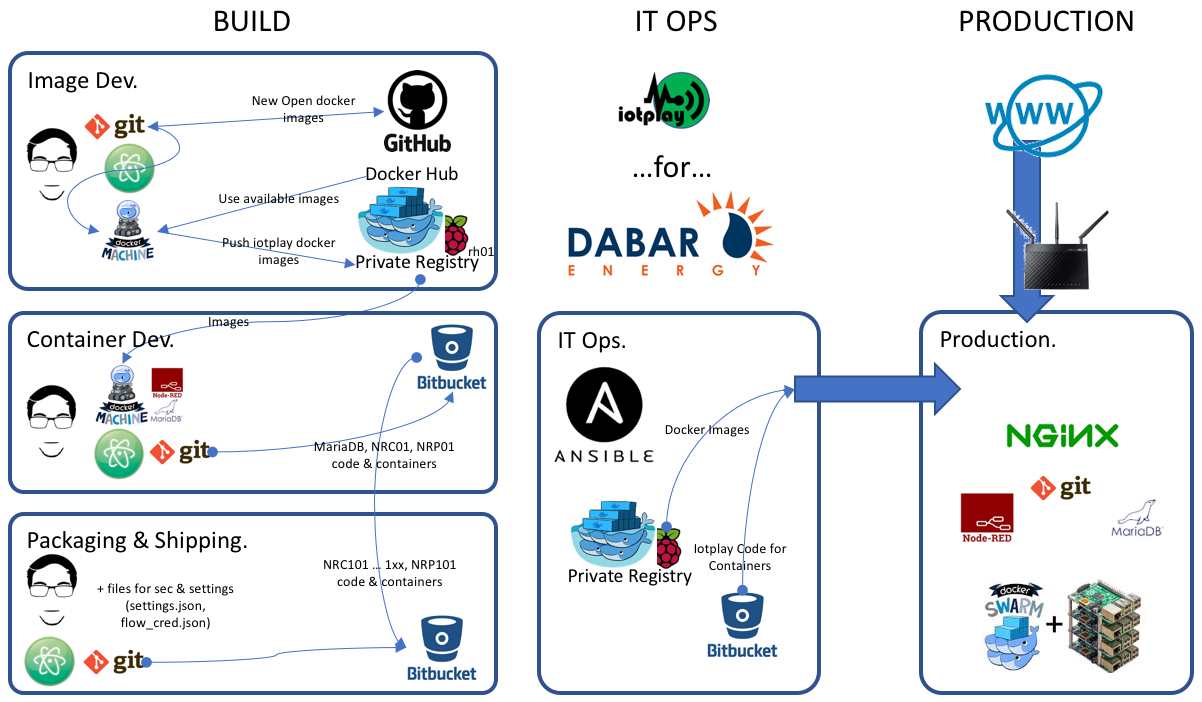 BUILD
IT OPS
PRODUCTION
Image Dev.
git
New Open docker
images
GitHub
Docker Hub
Use available images
docker
MACHINE
Push iotplay docker
images
rh01
Private Registry
Images
Container Dev.
docker
MACHINE
Node-RED
MariaDB
Bitbucket
git
MariaDB, NRC01, NRP01
code & containers
Packaging & Shipping.
+ files for sec & settings
(settings.json,
flow_cred.json)
git
NRC101 ... 1xx, NRP101
code & containers
Bitbucket
iotplay
...for...
DABAR
ENERGY
IT Ops.
ANSIBLE
Docker Images
Private Registry
Iotplay Code for
Containers
Bitbucket
WWW
Production.
NGINX
git
Node-RED
MariaDB
docker
SWARM
+